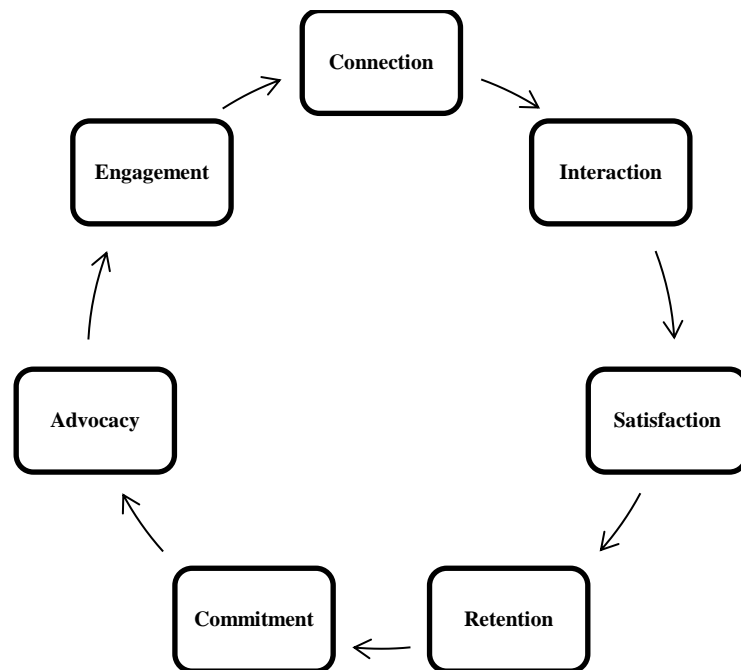 Connection
Interaction
Satisfaction
Retention
Commitment
Advocacy
Engagement